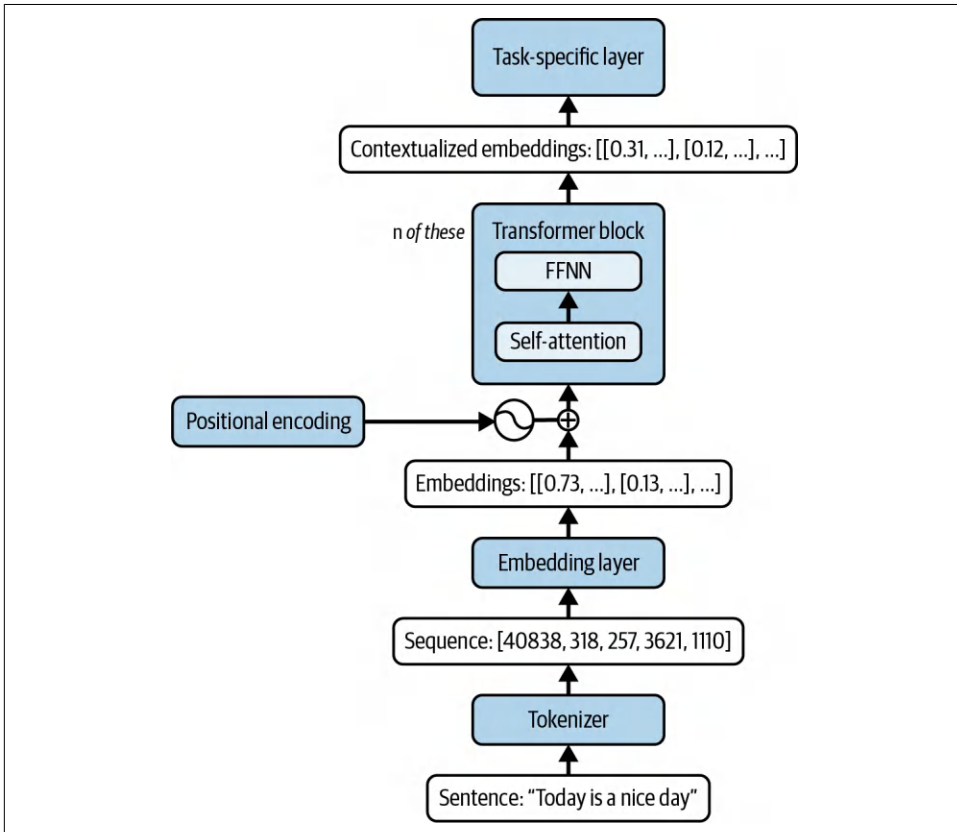 Task-specific layer
Contextualized embeddings: [[0.31, ...], [0.12, ...], ...]
n of these
Transformer block
FFNN
Self-attention
Positional encoding
Embeddings: [[0.73, ...], [0.13, ...], ...]
Embedding layer
Sequence: [40838, 318, 257, 3621, 1110]
Tokenizer
Sentence: “Today is a nice day”